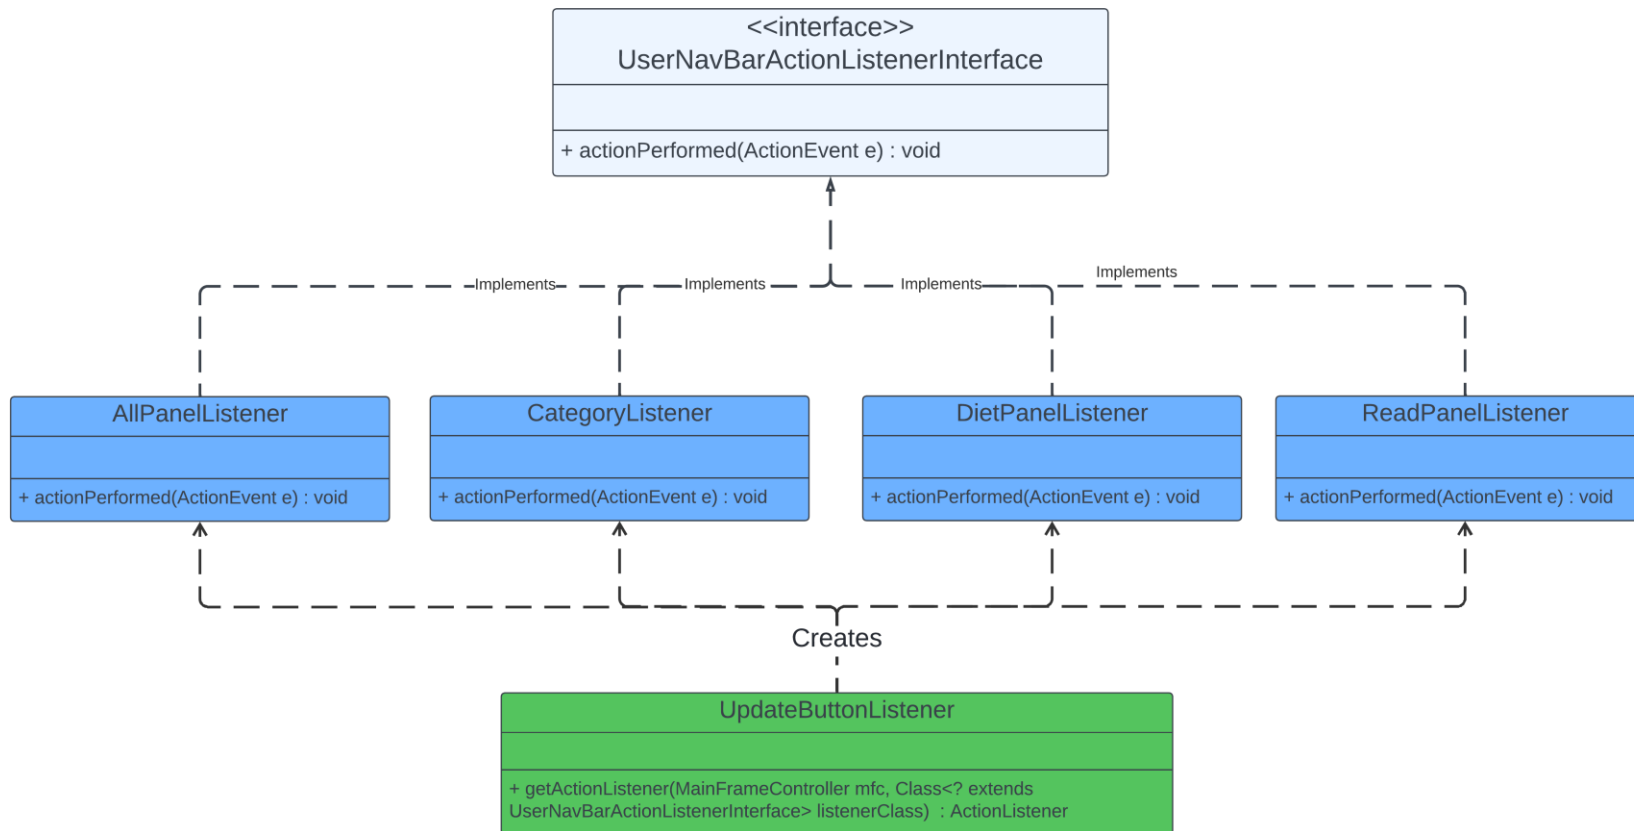 <<interface>>
UserNavBarActionListenerInterface
+ actionPerformed(ActionEvent e) : void
Implements
Implements
Implements
Implements
AllPanelListener
+ actionPerformed(ActionEvent e) : void
CategoryListener
+ actionPerformed(ActionEvent e) : void
DietPanelListener
+ actionPerformed(ActionEvent e) : void
ReadPanelListener
+ actionPerformed(ActionEvent e) : void
Creates
UpdateButtonListener
+ getActionListener(MainFrameController mfc, Class<? extends
UserNavBarActionListenerInterface> listenerClass) : ActionListener